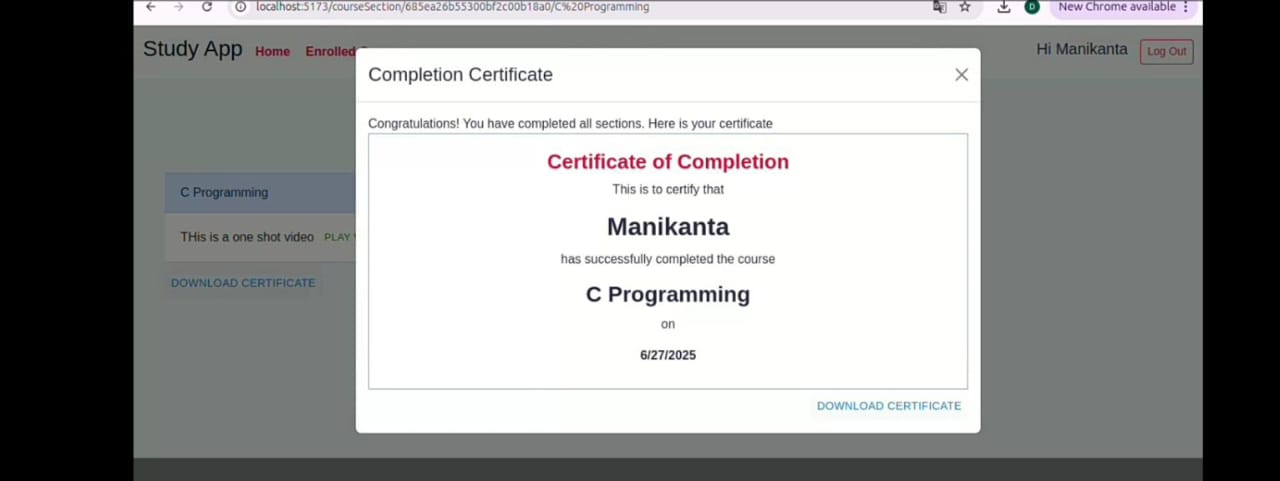 localhost:5173/courseSection/685ea26b55300bf2c00b18a0/C%20Programming
D
New Chrome available
Study App Home Enrolled
Hi Manikanta Log Out
Completion Certificate
Congratulations! You have completed all sections. Here is your certificate
Certificate of Completion
This is to certify that
Manikanta
has successfully completed the course
C Programming
on
6/27/2025
DOWNLOAD CERTIFICATE
C Programming
THis is a one shot video PLAY
DOWNLOAD CERTIFICATE